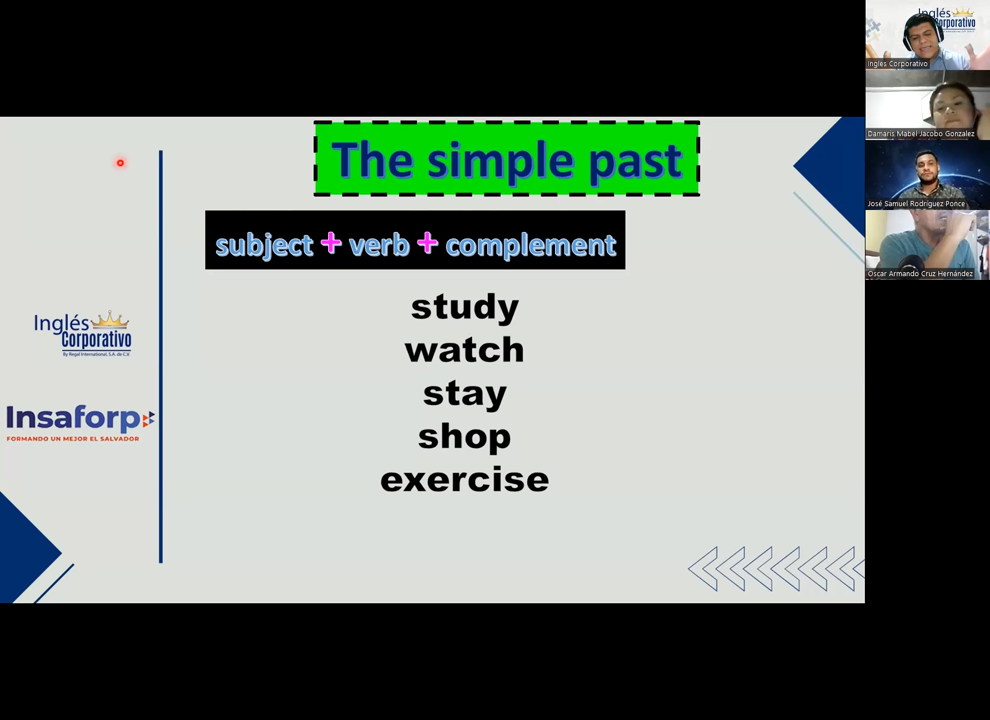 The simple past
subject + verb + complement
study
watch
stay
shop
exercise
Inglés
Corporativo
By Regal International, S.A. de C.V.
Insaforp
FORMANDO UN MEJOR EL SALVADOR
Inglés
Corporativo
Inglés Corporativo
Damaris Mabel Jacobo Gonzalez
José Samuel Rodríguez Ponce
Oscar Armando Cruz Hernández